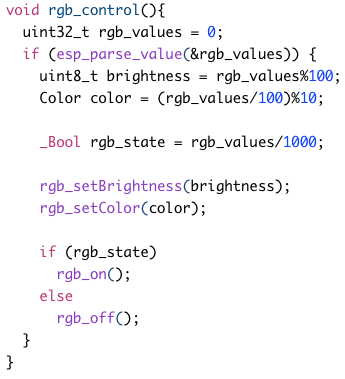 void rgb_control(){
  uint32_t rgb_values = 0;
  if (esp_parse_value(&rgb_values)) {
    uint8_t brightness = rgb_values%100;
    Color color = (rgb_values/100)%10;

    _Bool rgb_state = rgb_values/1000;

    rgb_setBrightness(brightness);
    rgb_setColor(color);

    if (rgb_state)
      rgb_on();
    else
      rgb_off();
  }
}